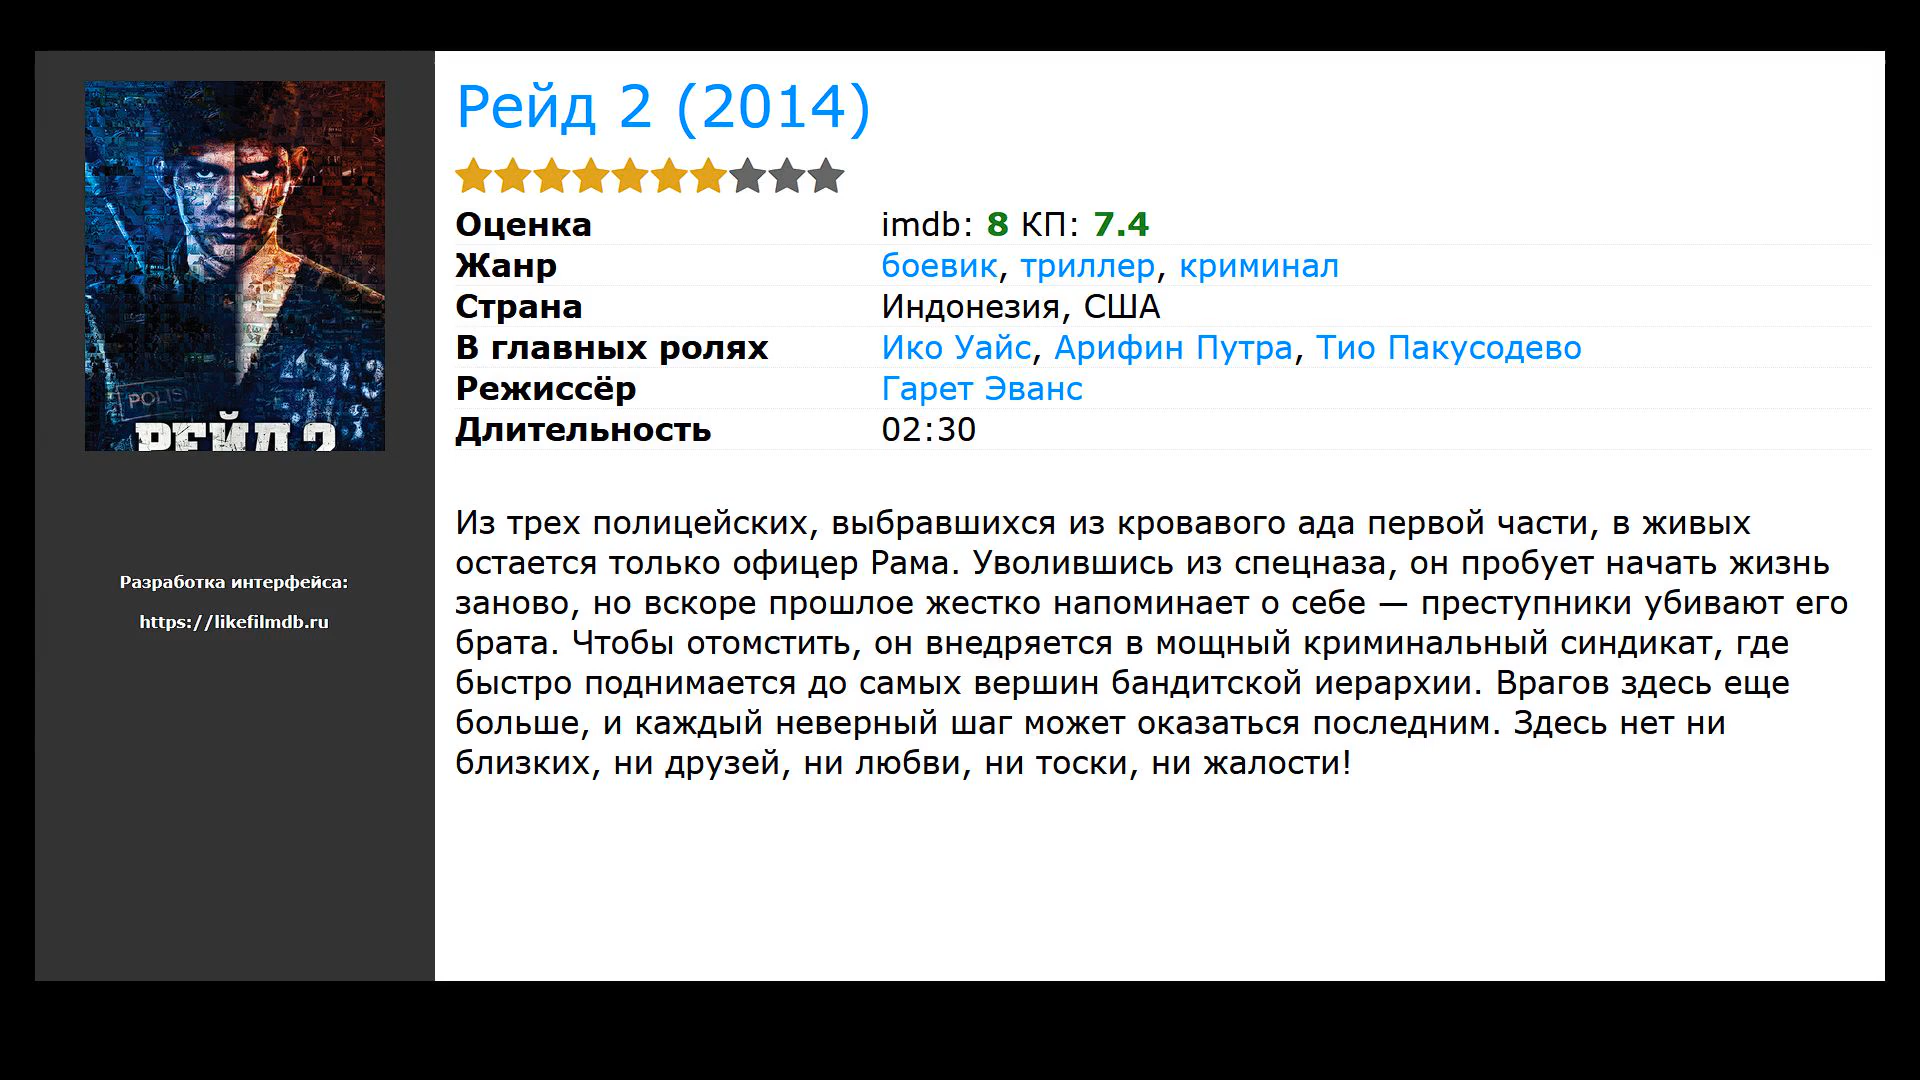 POLIS
РЕЙД 2
Разработка интерфейса:
https://likefilmdb.ru
Рейд 2 (2014)
Оценка imdb: 8 КП: 7.4
Жанр боевик, триллер, криминал
Страна Индонезия, США
В главных ролях Ико Уайс, Арифин Путра, Тио Пакусодево
Режиссёр Гарет Эванс
Длительность 02:30
Из трех полицейских, выбравшихся из кровавого ада первой части, в живых
остается только офицер Рама. Уволившись из спецназа, он пробует начать жизнь
заново, но вскоре прошлое жестко напоминает о себе — преступники убивают его
брата. Чтобы отомстить, он внедряется в мощный криминальный синдикат, где
быстро поднимается до самых вершин бандитской иерархии. Врагов здесь еще
больше, и каждый неверный шаг может оказаться последним. Здесь нет ни
близких, ни друзей, ни любви, ни тоски, ни жалости!